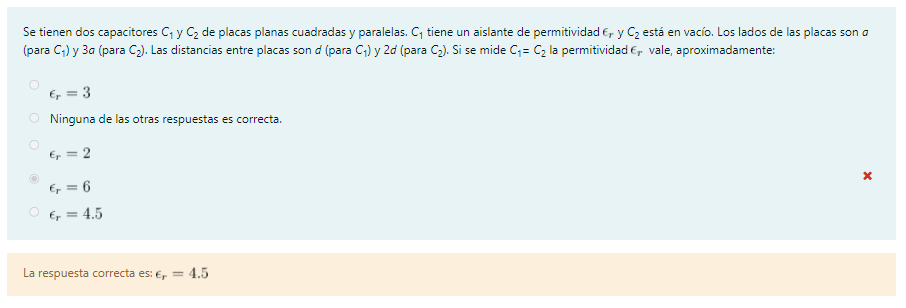 Se tienen dos capacitores C₁ y C₂ de placas planas cuadradas y paralelas. C₁ tiene un aislante de permitividad ϵᵣ y C₂ está en vacío. Los lados de las placas son a
(para C₁) y 3a (para C₂). Las distancias entre placas son d (para C₁) y 2d (para C₂). Si se mide C₁= C₂ la permitividad ϵᵣ vale, aproximadamente:
ϵᵣ = 3
Ninguna de las otras respuestas es correcta.
ϵᵣ = 2
ϵᵣ = 6
ϵᵣ = 4.5
La respuesta correcta es: ϵᵣ = 4.5